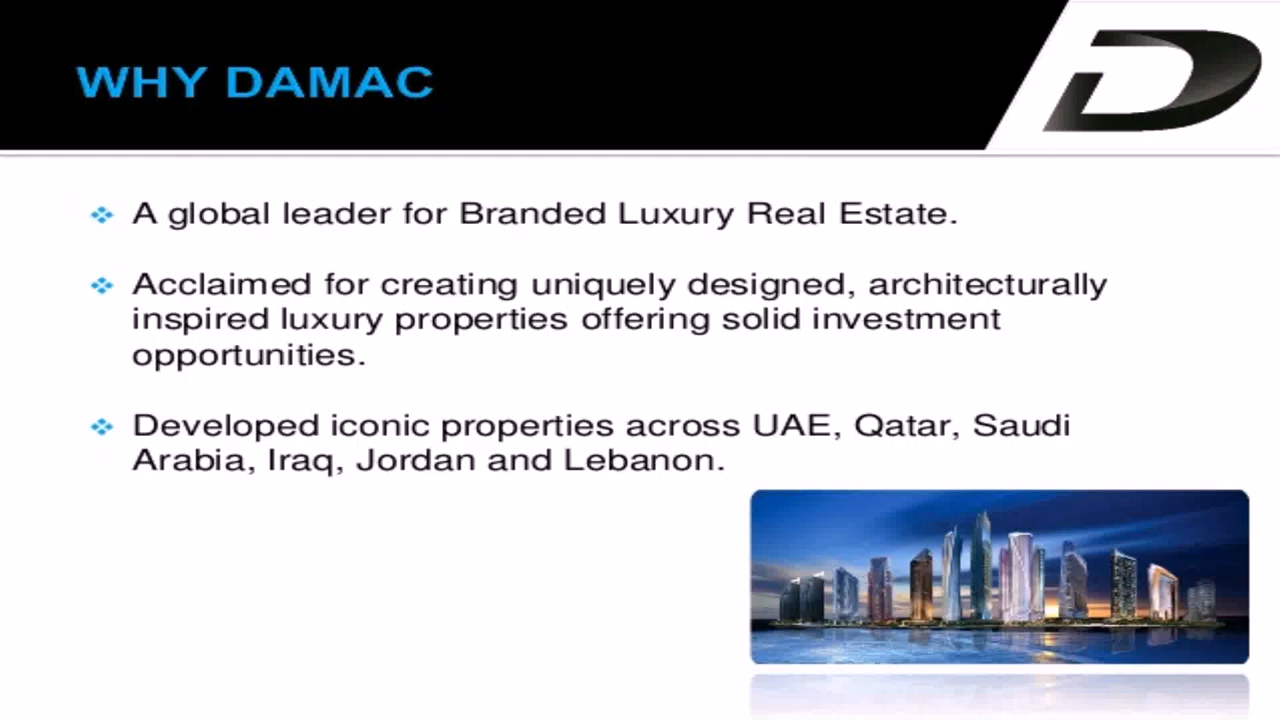 WHY DAMAC
A global leader for Branded Luxury Real Estate.
Acclaimed for creating uniquely designed, architecturally
inspired luxury properties offering solid investment
opportunities.
Developed iconic properties across UAE, Qatar, Saudi
Arabia, Iraq, Jordan and Lebanon.